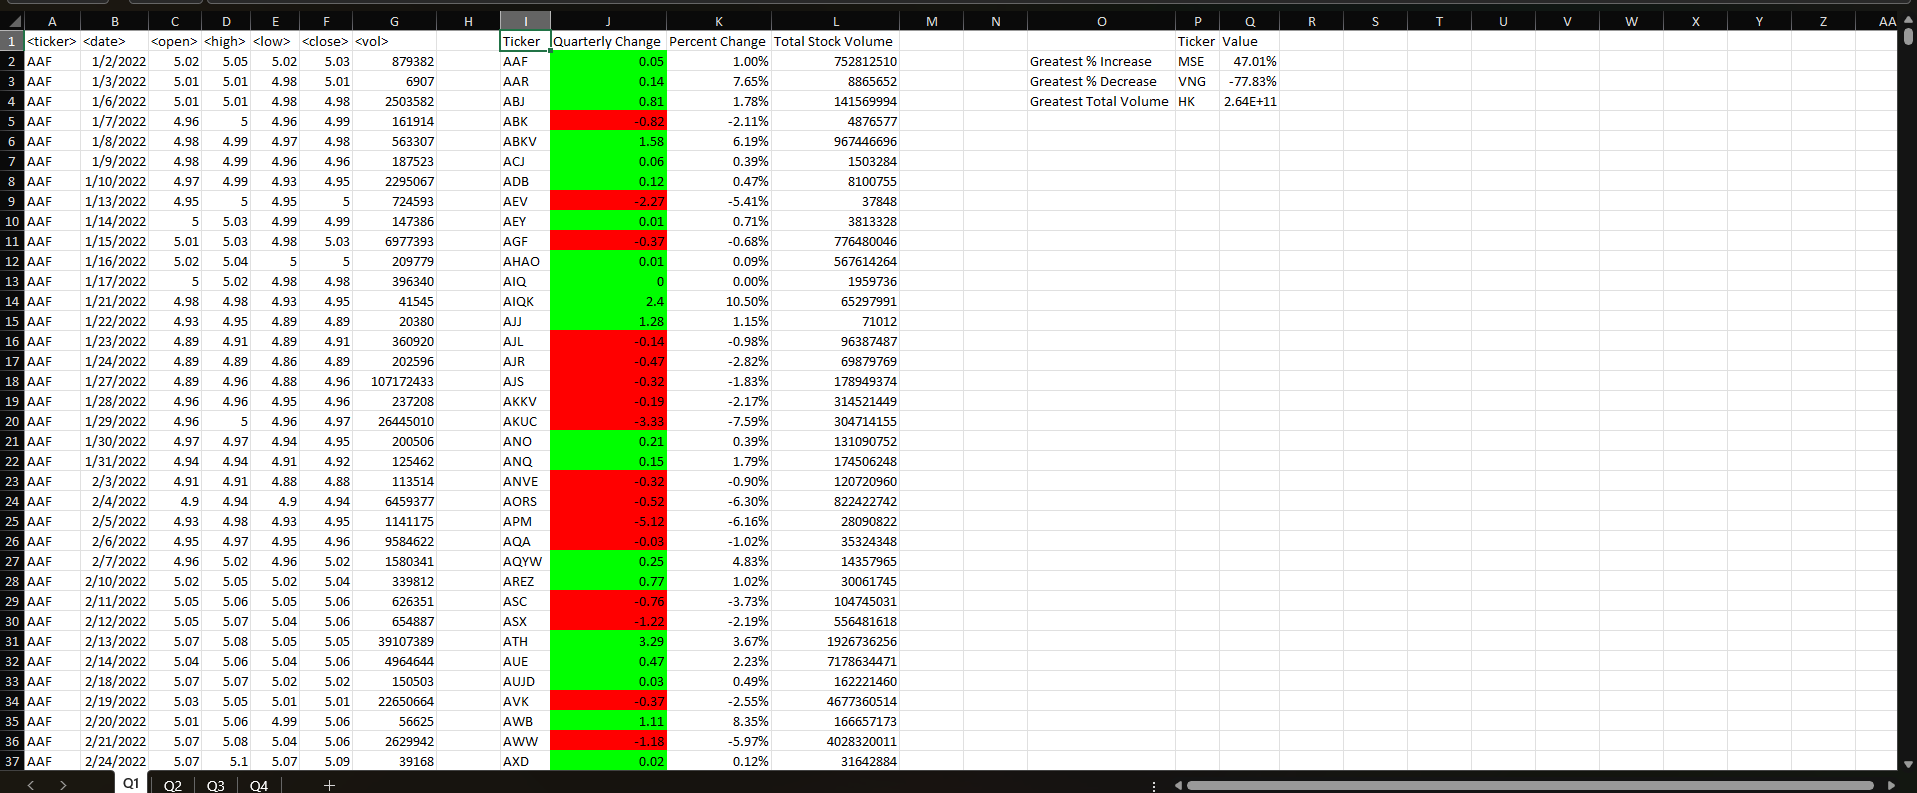 A B C D E F G H I J K L M N O P Q R S T U V W X Y Z AA
1 <ticker> <date> <open> <high> <low> <close> <vol> Ticker Quarterly Change Percent Change Total Stock Volume Ticker Value
2 AAF 1/2/2022 5.02 5.05 5.02 5.03 879382 AAF 0.05 1.00% 752812510 Greatest % Increase MSE 47.01%
3 AAF 1/3/2022 5.01 5.01 4.98 5.01 6907 AAR 0.14 7.65% 8865652 Greatest % Decrease VNG -77.83%
4 AAF 1/6/2022 5.01 5.01 4.98 4.98 2503582 ABJ 0.81 1.78% 141569994 Greatest Total Volume HK 2.64E+11
5 AAF 1/7/2022 4.96 5 4.96 4.99 161914 ABK -0.82 -2.11% 4876577
6 AAF 1/8/2022 4.98 4.99 4.97 4.98 563307 ABKV 1.58 6.19% 967446696
7 AAF 1/9/2022 4.98 4.99 4.96 4.96 187523 ACJ 0.06 0.39% 1503284
8 AAF 1/10/2022 4.97 4.99 4.93 4.95 2295067 ADB 0.12 0.47% 8100755
9 AAF 1/13/2022 4.95 5 4.95 5 724593 AEV -2.27 -5.41% 37848
10 AAF 1/14/2022 5 5.03 4.99 4.99 147386 AEY 0.01 0.71% 3813328
11 AAF 1/15/2022 5.01 5.03 4.98 5.03 6977393 AGF -0.37 -0.68% 776480046
12 AAF 1/16/2022 5.02 5.04 5 5 209779 AHAO 0.01 0.09% 567614264
13 AAF 1/17/2022 5 5.02 4.98 4.98 396340 AIQ 0 0.00% 1959736
14 AAF 1/21/2022 4.98 4.98 4.93 4.95 41545 AIQK 2.4 10.50% 65297991
15 AAF 1/22/2022 4.93 4.95 4.89 4.89 20380 AJJ 1.28 1.15% 71012
16 AAF 1/23/2022 4.89 4.91 4.89 4.91 360920 AJL -0.14 -0.98% 96387487
17 AAF 1/24/2022 4.89 4.89 4.86 4.89 202596 AJR -0.47 -2.82% 69879769
18 AAF 1/27/2022 4.89 4.96 4.88 4.96 107172433 AJS -0.32 -1.83% 178949374
19 AAF 1/28/2022 4.96 4.96 4.95 4.96 237208 AKKV -0.19 -2.17% 314521449
20 AAF 1/29/2022 4.96 5 4.96 4.97 26445010 AKUC -3.33 -7.59% 304714155
21 AAF 1/30/2022 4.97 4.97 4.94 4.95 200506 ANO 0.21 0.39% 131090752
22 AAF 1/31/2022 4.94 4.94 4.91 4.92 125462 ANQ 0.15 1.79% 174506248
23 AAF 2/3/2022 4.91 4.91 4.88 4.88 113514 ANVE -0.32 -0.90% 120720960
24 AAF 2/4/2022 4.9 4.94 4.9 4.94 6459377 AORS -0.52 -6.30% 822422742
25 AAF 2/5/2022 4.93 4.98 4.93 4.95 1141175 APM -5.12 -6.16% 28090822
26 AAF 2/6/2022 4.95 4.97 4.95 4.96 9584622 AQA -0.03 -1.02% 35324348
27 AAF 2/7/2022 4.96 5.02 4.96 5.02 1580341 AQYW 0.25 4.83% 14357965
28 AAF 2/10/2022 5.02 5.05 5.02 5.04 339812 AREZ 0.77 1.02% 30061745
29 AAF 2/11/2022 5.05 5.06 5.05 5.06 626351 ASC -0.76 -3.73% 104745031
30 AAF 2/12/2022 5.05 5.07 5.04 5.06 654887 ASX -1.22 -2.19% 556481618
31 AAF 2/13/2022 5.07 5.08 5.05 5.05 39107389 ATH 3.29 3.67% 1926736256
32 AAF 2/14/2022 5.04 5.06 5.04 5.06 4964644 AUE 0.47 2.23% 7178634471
33 AAF 2/18/2022 5.07 5.07 5.02 5.02 150503 AUJD 0.03 0.49% 162221460
34 AAF 2/19/2022 5.03 5.05 5.01 5.01 22650664 AVK -0.37 -2.55% 4677360514
35 AAF 2/20/2022 5.01 5.06 4.99 5.06 56625 AWB 1.11 8.35% 166657173
36 AAF 2/21/2022 5.07 5.08 5.04 5.06 2629942 AWW -1.18 -5.97% 4028320011
37 AAF 2/24/2022 5.07 5.1 5.07 5.09 39168 AXD 0.02 0.12% 31642884
Q1 Q2 Q3 Q4 +